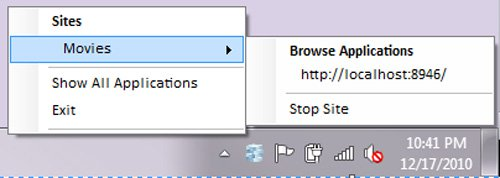 Sites
Movies
Show All Applications
Exit
Browse Applications
http://localhost:8946/
Stop Site
10:41 PM
12/17/2010